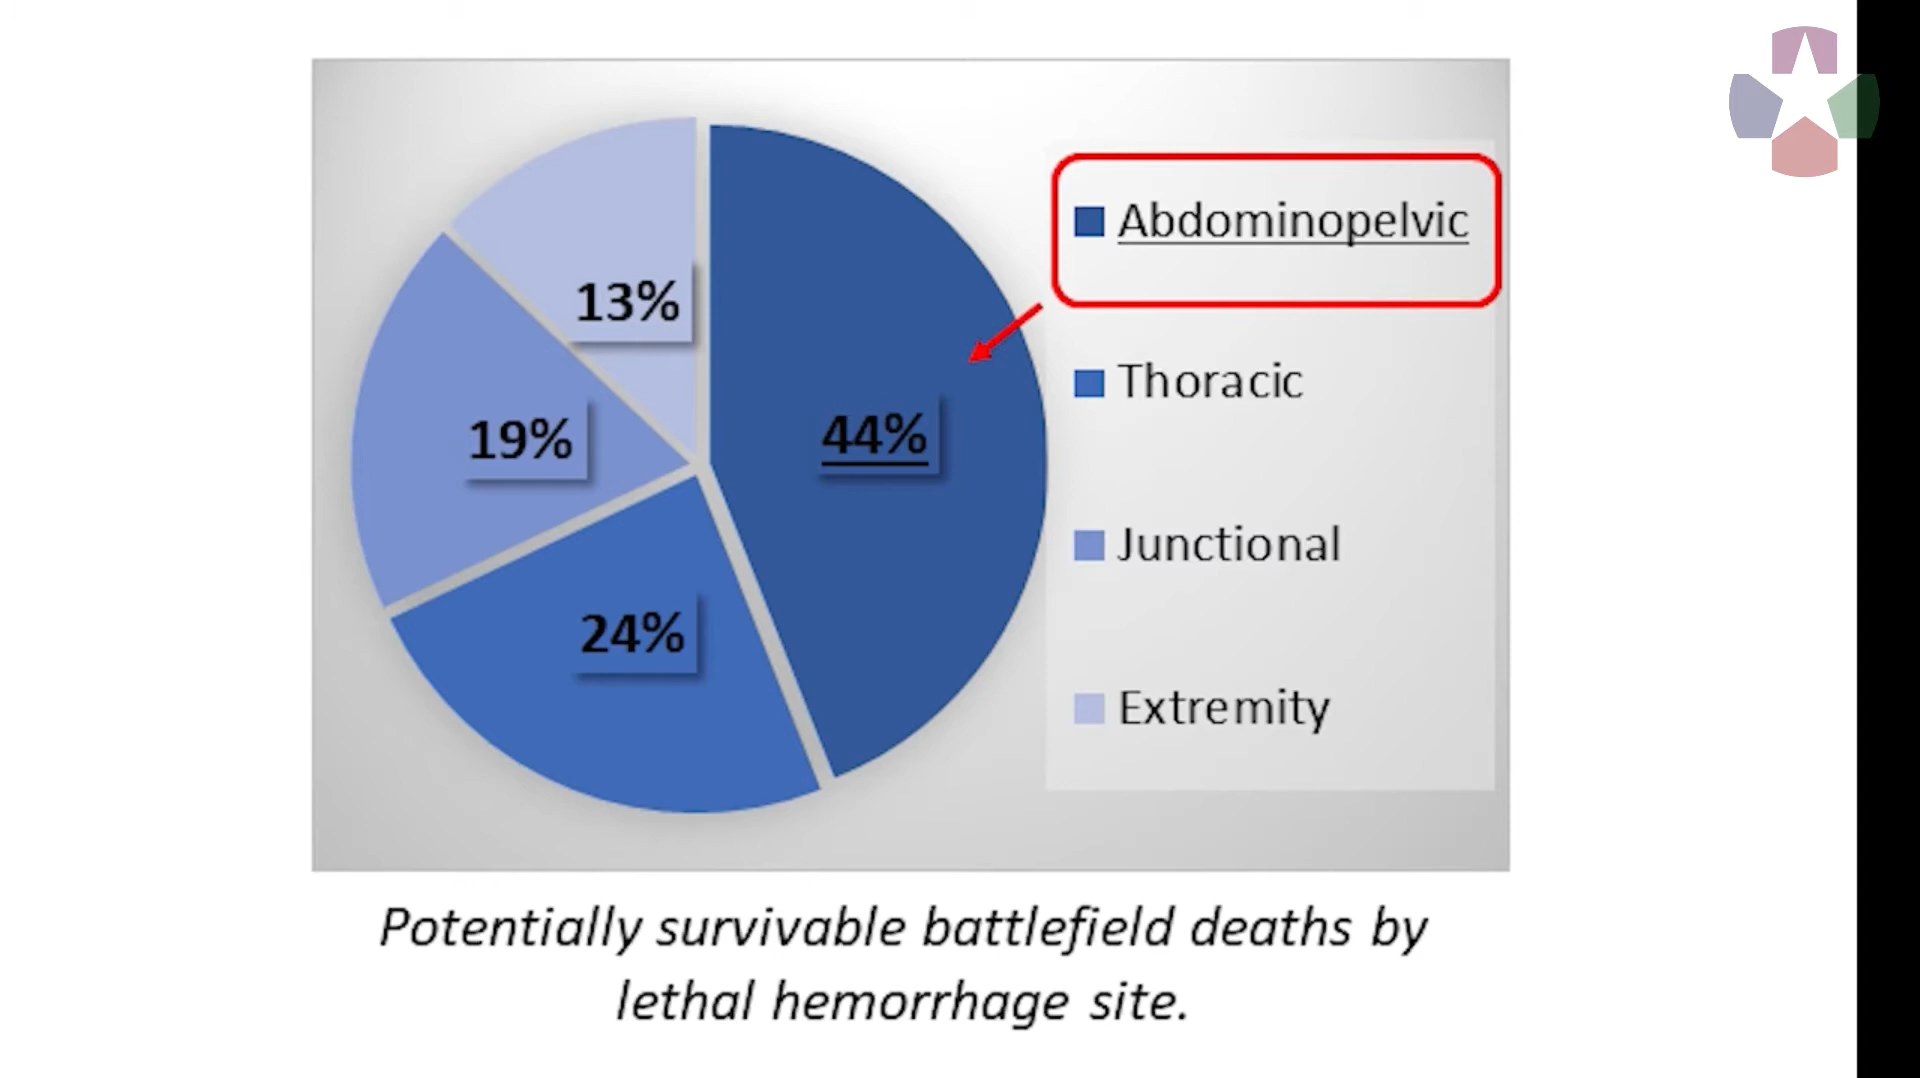 13%
44%
19%
24%
Abdominopelvic
Thoracic
Junctional
Extremity
Potentially survivable battlefield deaths by
lethal hemorrhage site.